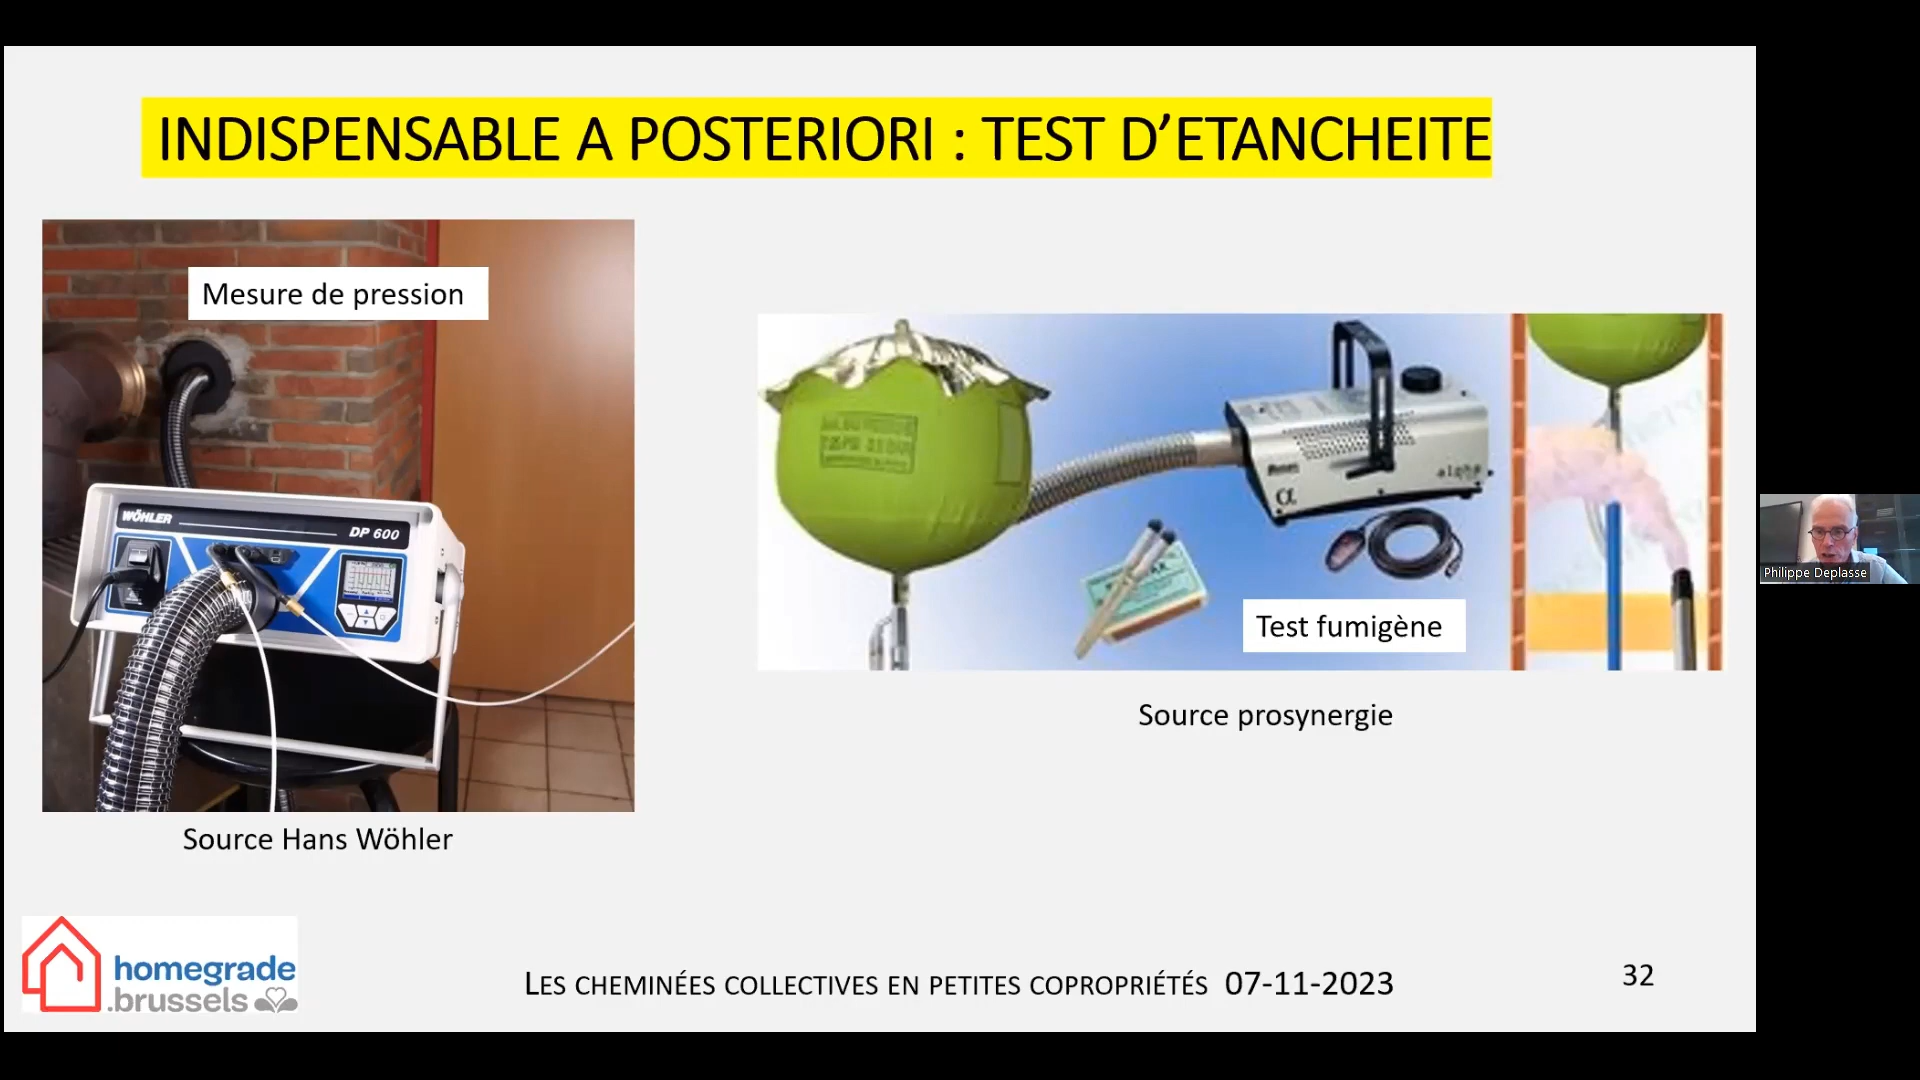 INDISPENSABLE A POSTERIORI : TEST D’ETANCHEITE
Mesure de pression
WÖHLER
DP 600
alpha
α
Test fumigène
Source prosynergie
Source Hans Wöhler
Philippe Deplasse
homegrade
.brussels
LES CHEMINÉES COLLECTIVES EN PETITES COPROPRIÉTÉS 07-11-2023
32